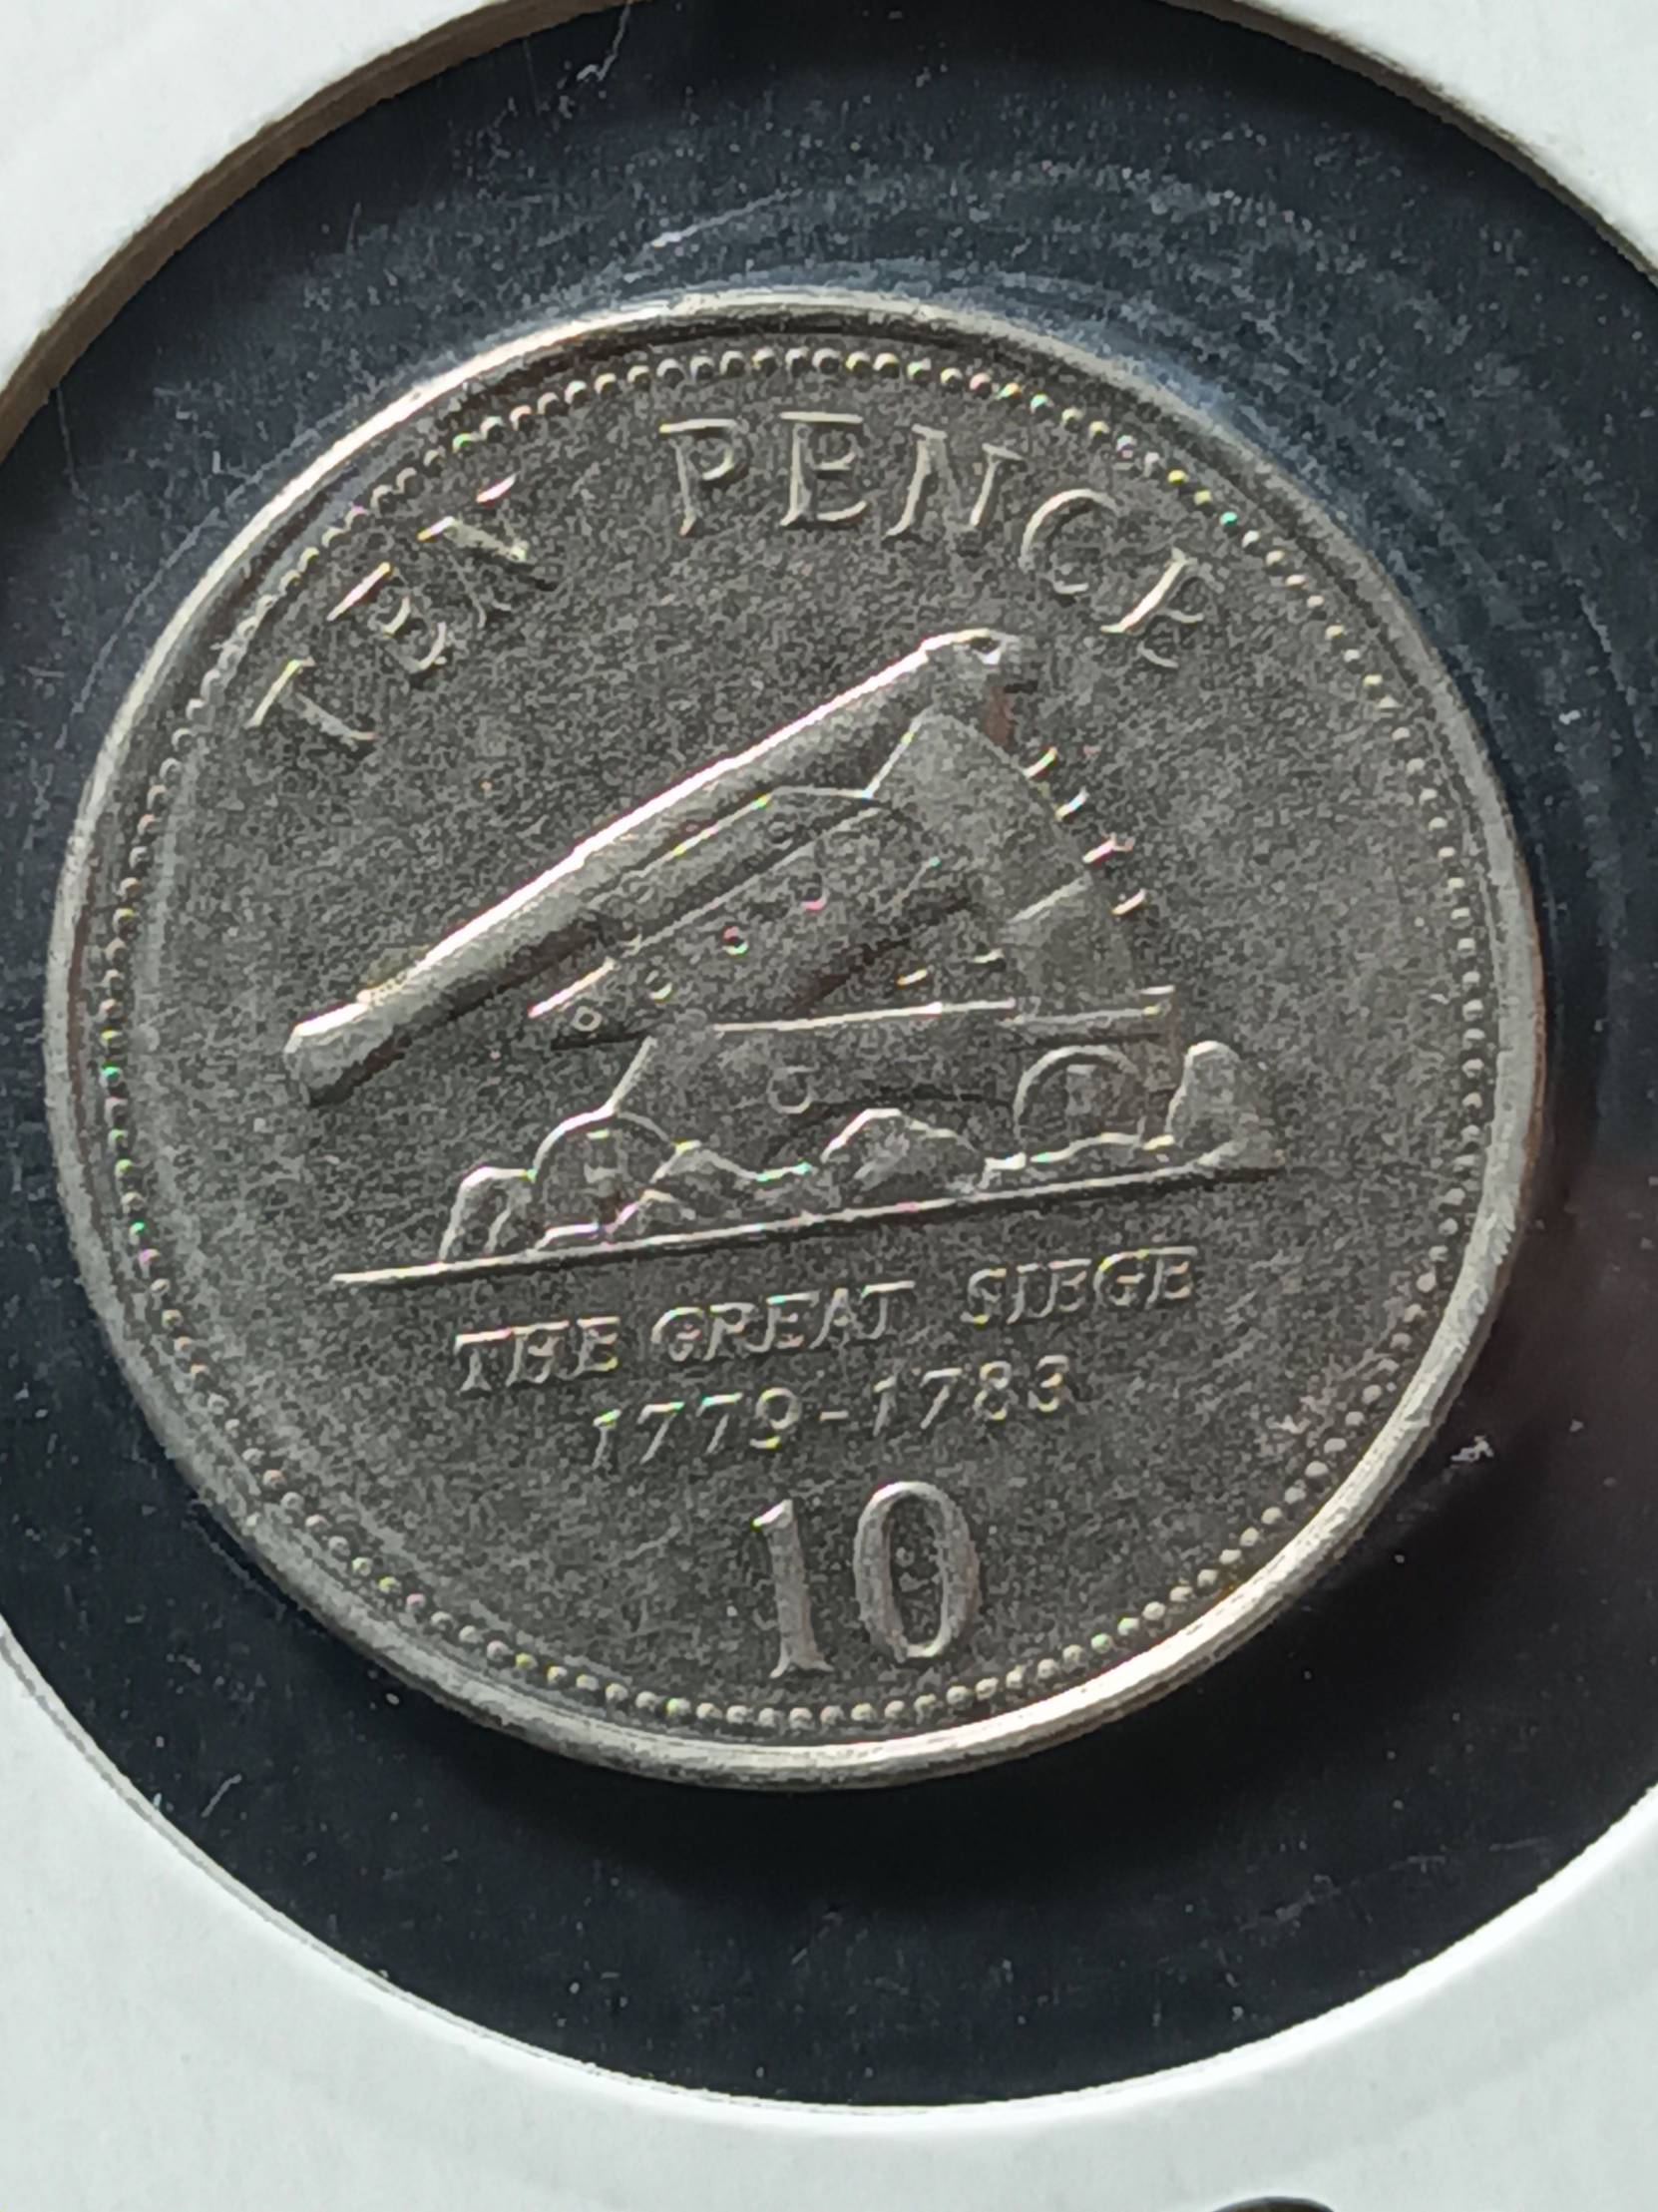 TEN PENCE
THE GREAT SIEGE
1779-1783
10